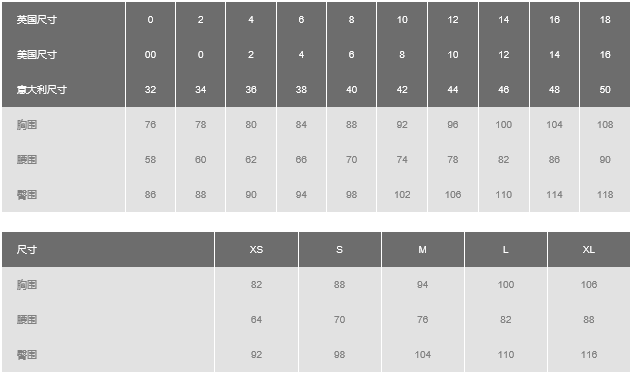 英国尺寸 0 2 4 6 8 10 12 14 16 18
美国尺寸 00 0 2 4 6 8 10 12 14 16
意大利尺寸 32 34 36 38 40 42 44 46 48 50
胸围 76 78 80 84 88 92 96 100 104 108
腰围 58 60 62 66 70 74 78 82 86 90
臀围 86 88 90 94 98 102 106 110 114 118
尺寸 XS S M L XL
胸围 82 88 94 100 106
腰围 64 70 76 82 88
臀围 92 98 104 110 116